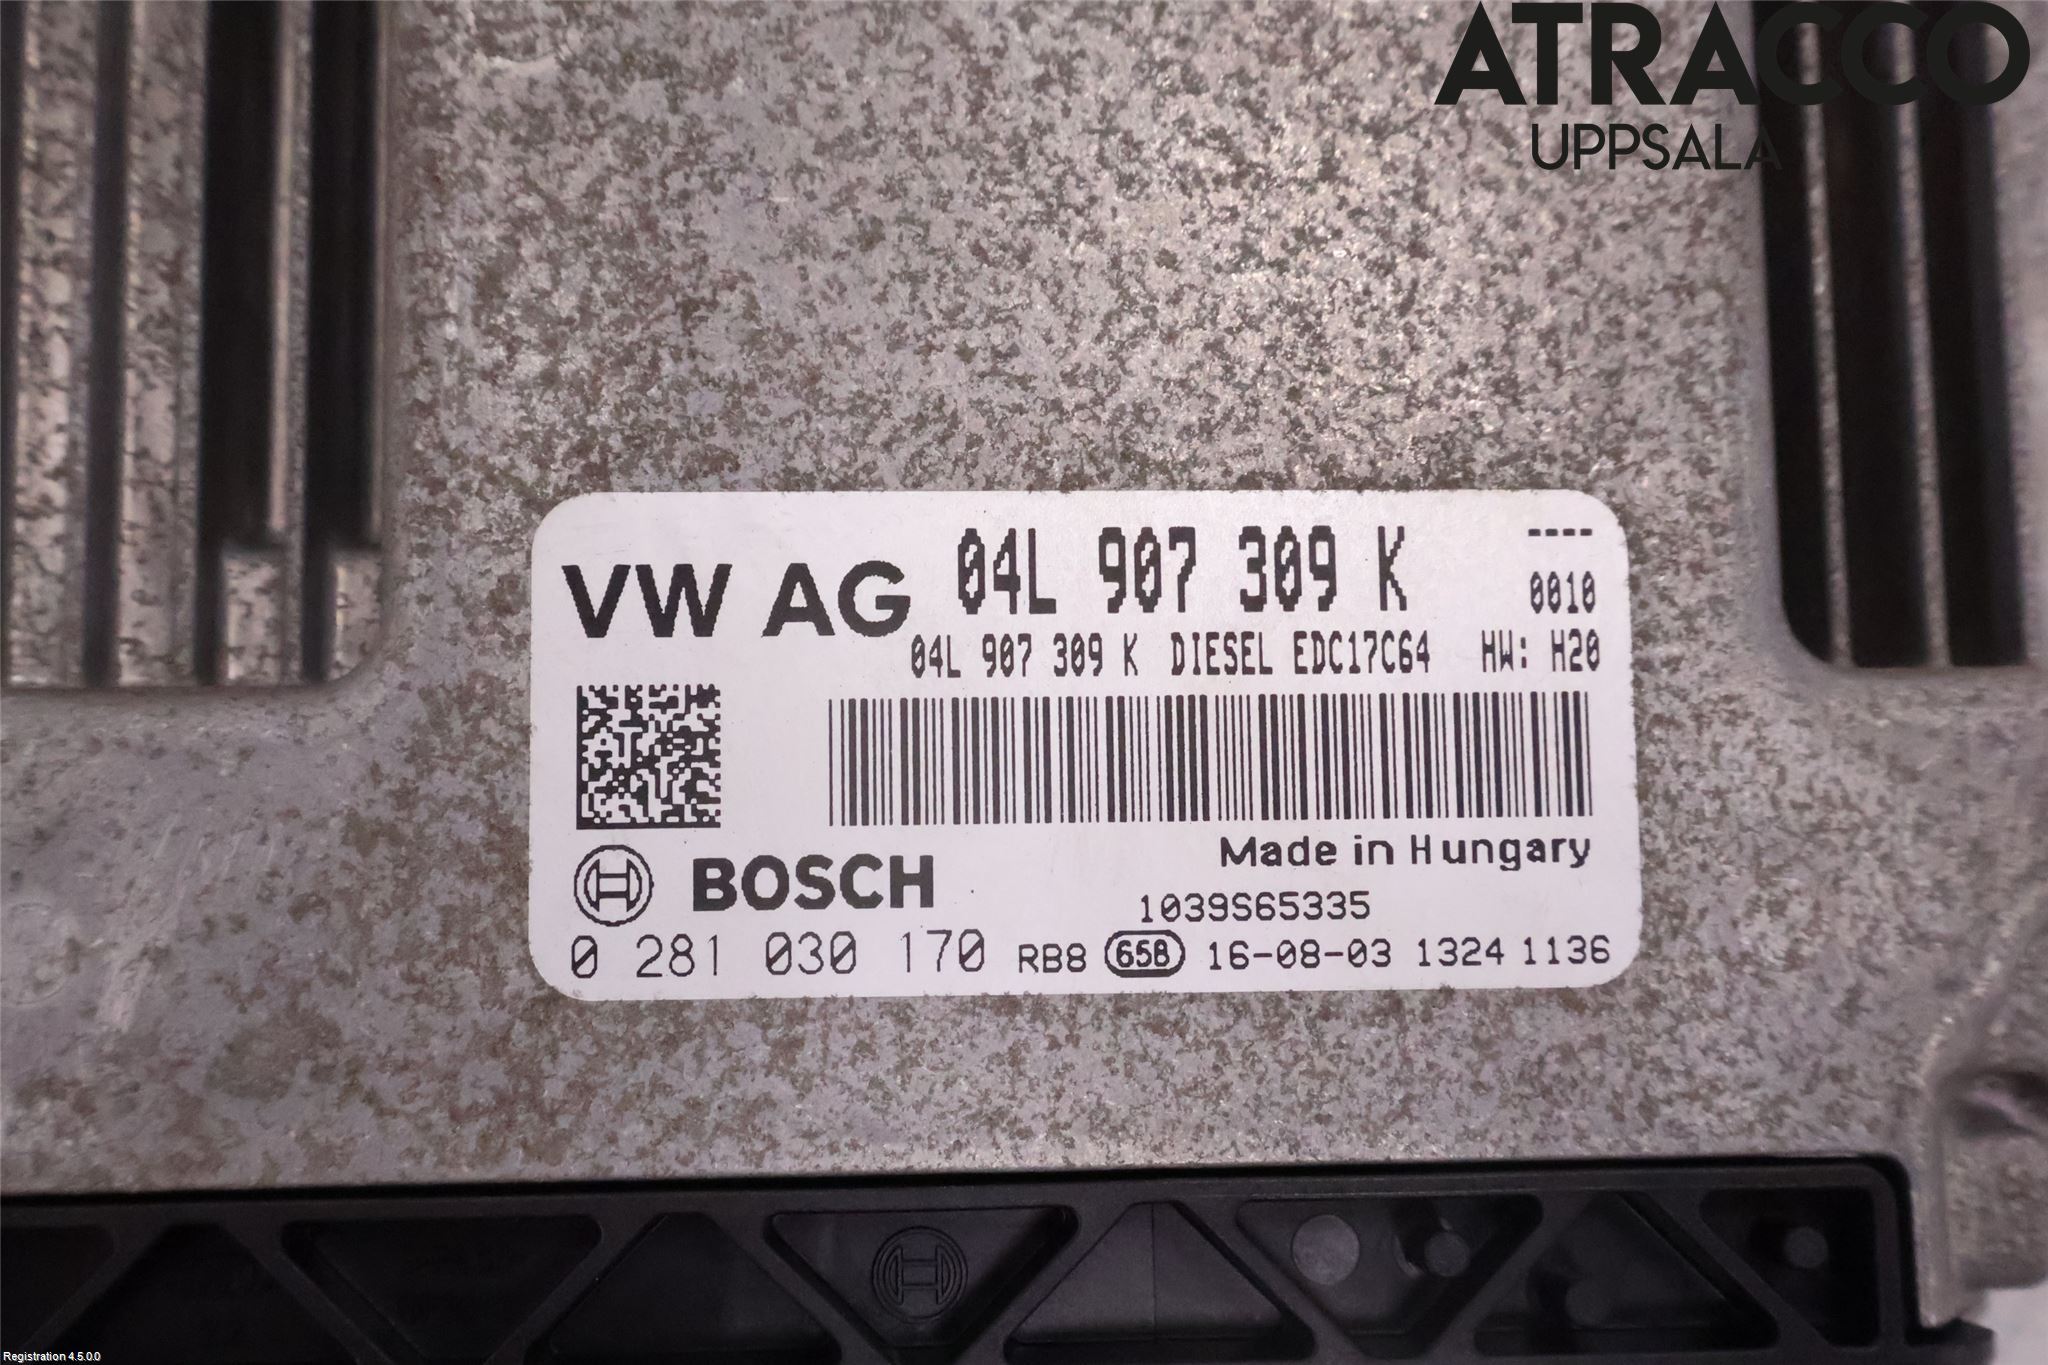 ATRACCO
UPPSALA
VW AG 04L 907 309 K ----
0010
04L 907 309 K DIESEL EDC17C64 HW: H20
Made in Hungary
BOSCH
1039S65335
0 281 030 170 RB8 658 16-08-03 1324 1136
Registration 4.5.0.0